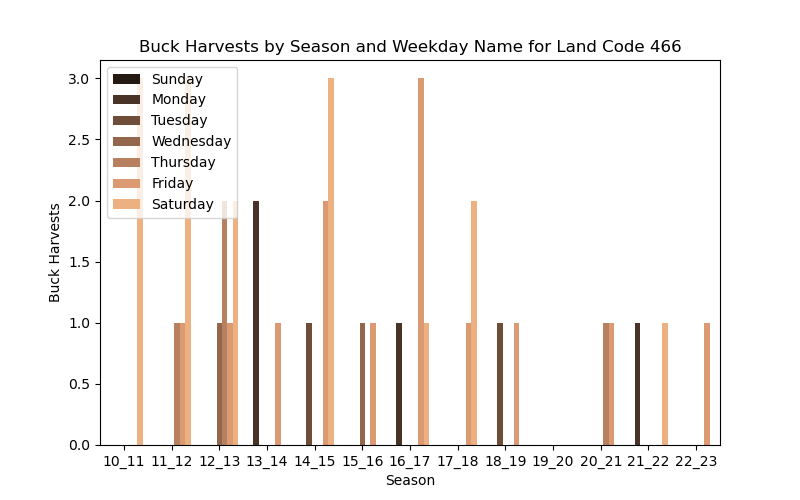 Buck Harvests by Season and Weekday Name for Land Code 466
Sunday
Monday
Tuesday
Wednesday
Thursday
Friday
Saturday
3.0
2.5
2.0
1.5
1.0
0.5
0.0
Buck Harvests
10_11 11_12 12_13 13_14 14_15 15_16 16_17 17_18 18_19 19_20 20_21 21_22 22_23
Season